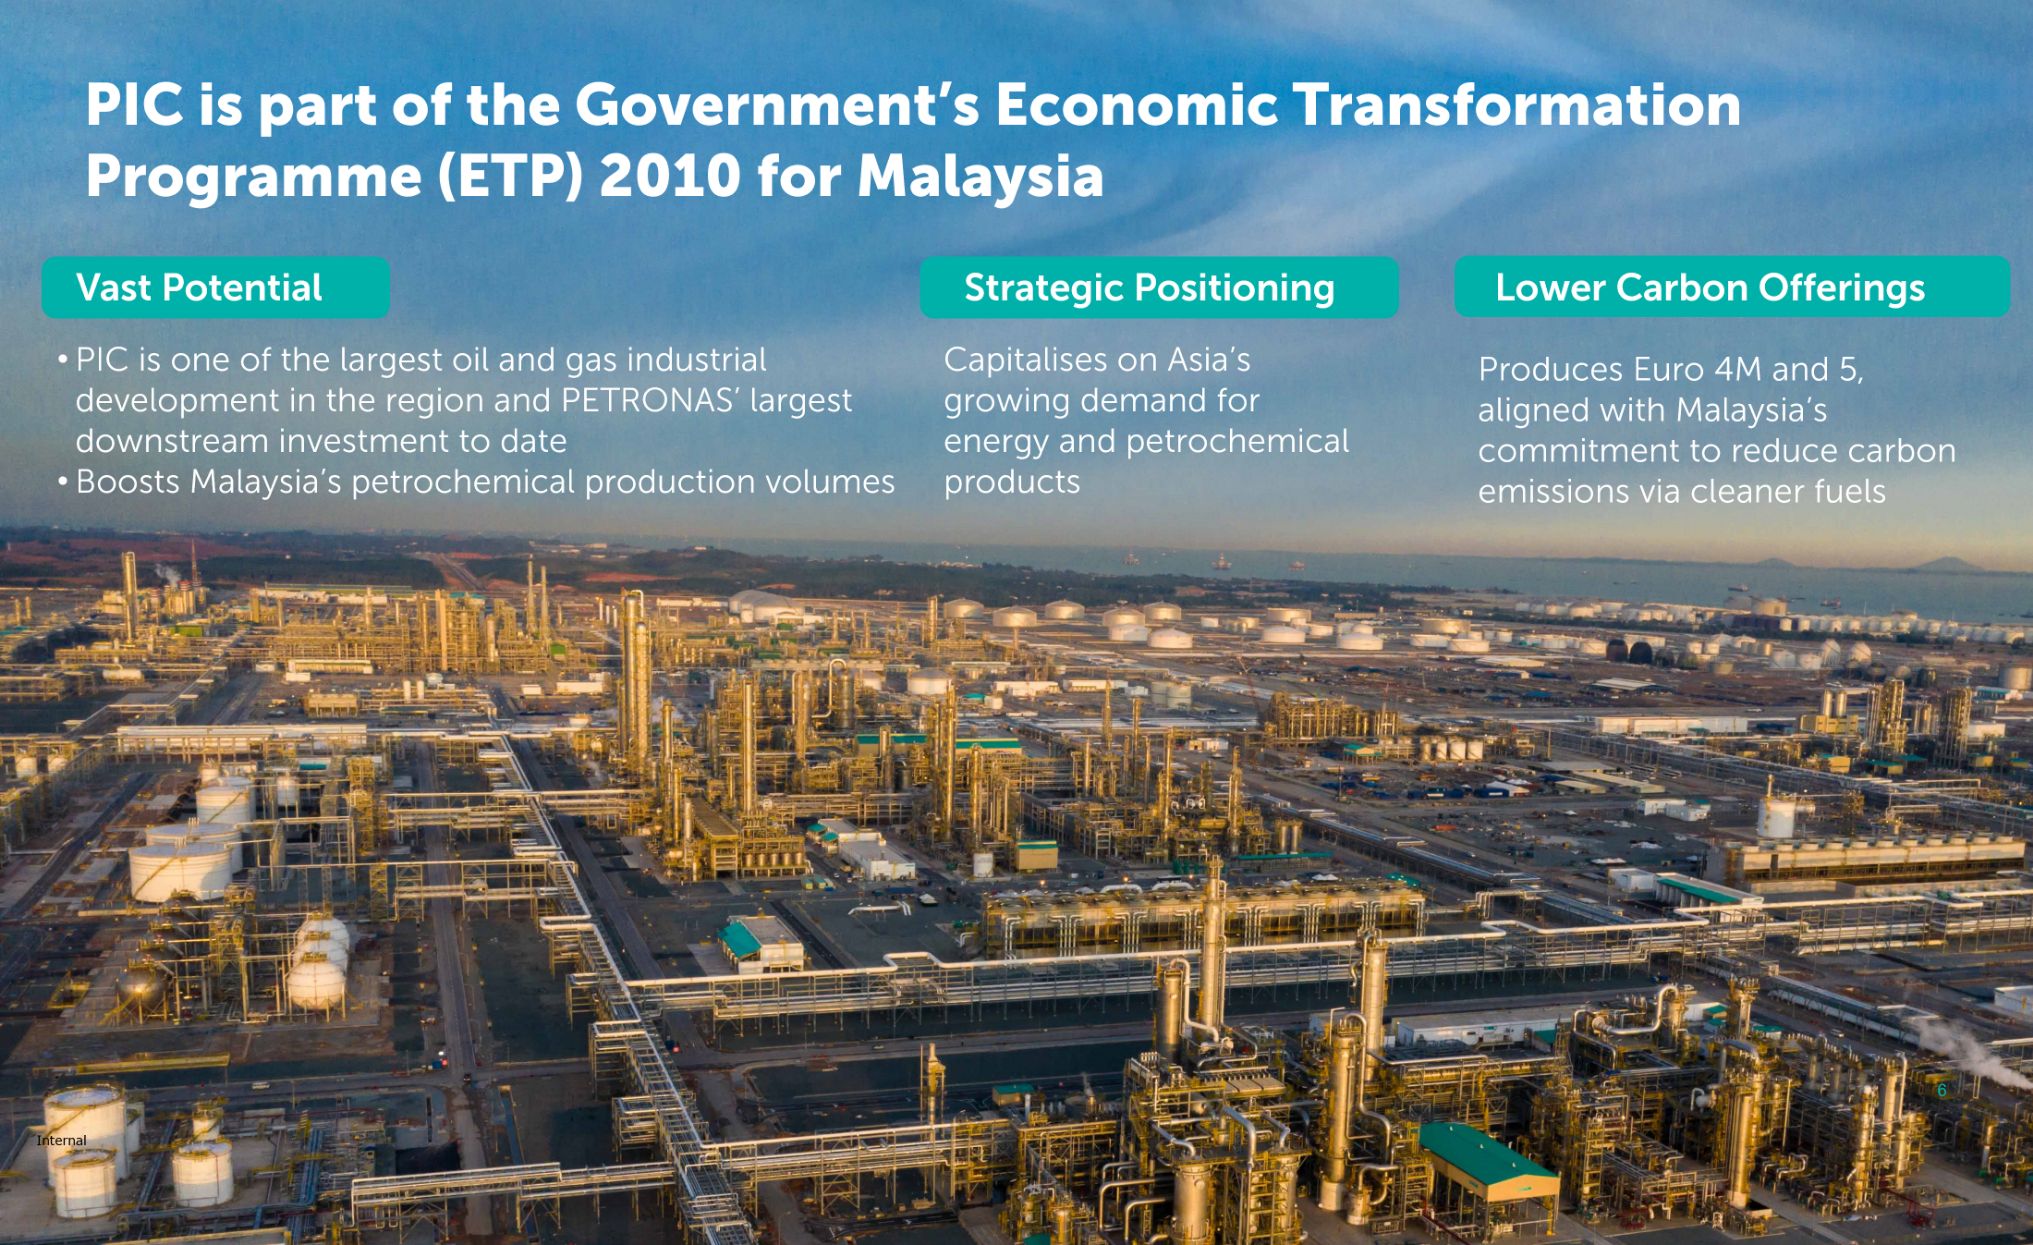 PIC is part of the Government’s Economic Transformation
Programme (ETP) 2010 for Malaysia
Vast Potential
• PIC is one of the largest oil and gas industrial
development in the region and PETRONAS’ largest
downstream investment to date
• Boosts Malaysia’s petrochemical production volumes
Strategic Positioning
Capitalises on Asia’s
growing demand for
energy and petrochemical
products
Lower Carbon Offerings
Produces Euro 4M and 5,
aligned with Malaysia’s
commitment to reduce carbon
emissions via cleaner fuels
6
Internal